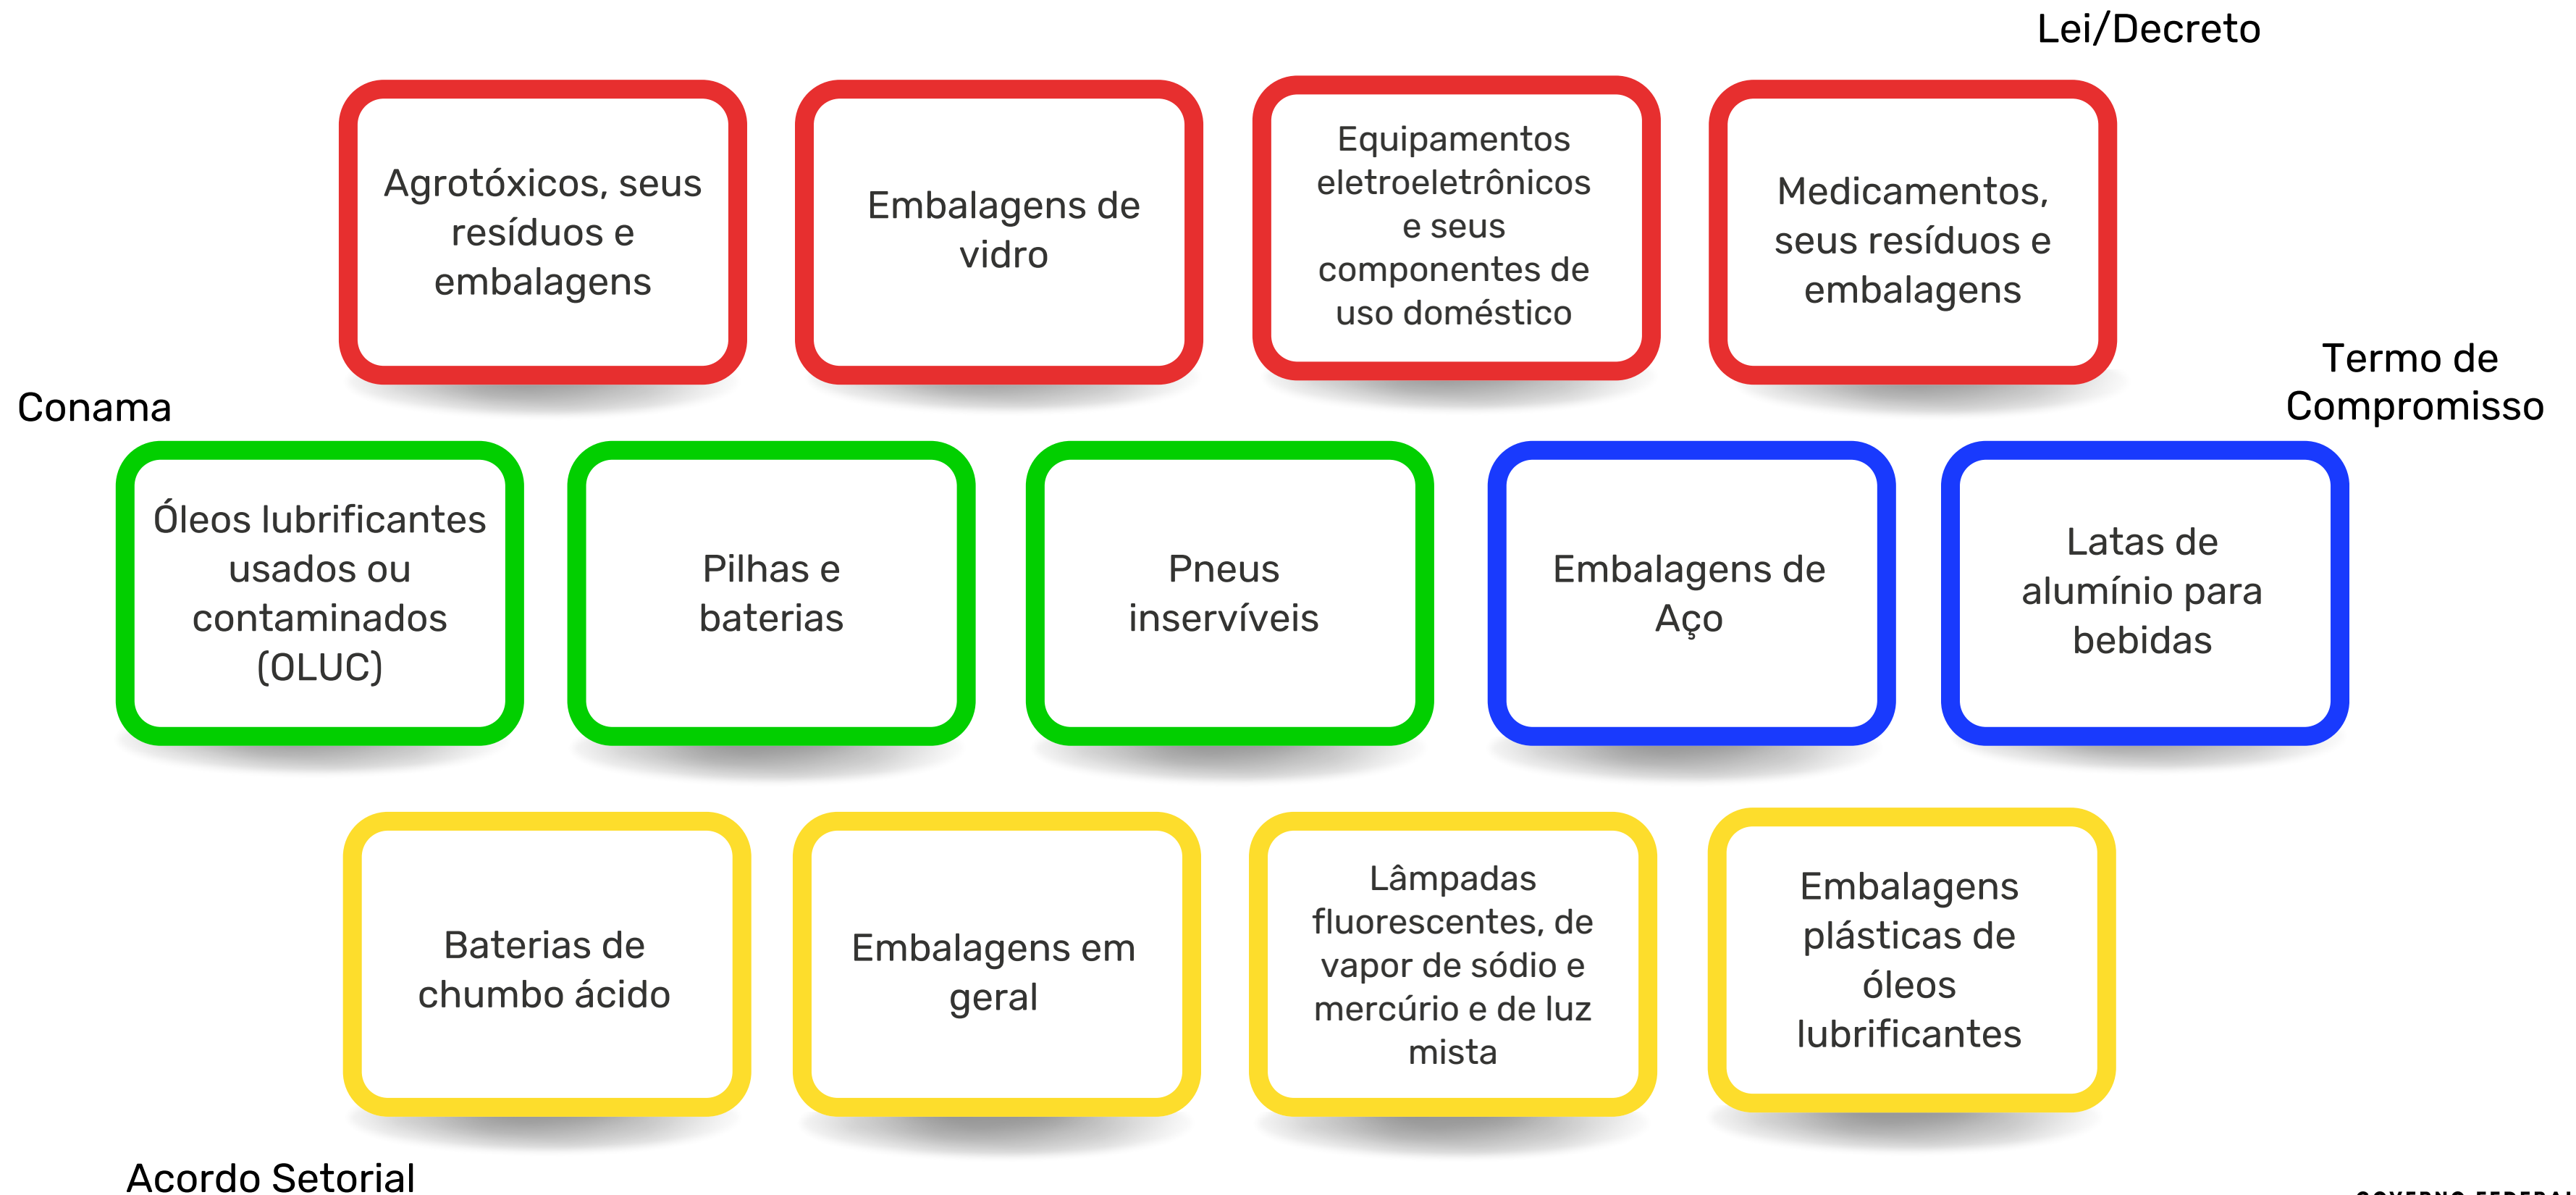 Lei/Decreto
Agrotóxicos, seus
resíduos e
embalagens
Embalagens de
vidro
Equipamentos
eletroeletrônicos
e seus
componentes de
uso doméstico
Medicamentos,
seus resíduos e
embalagens
Conama
Termo de
Compromisso
Óleos lubrificantes
usados ou
contaminados
(OLUC)
Pilhas e
baterias
Pneus
inservíveis
Embalagens de
Aço
Latas de
alumínio para
bebidas
Baterias de
chumbo ácido
Embalagens em
geral
Lâmpadas
fluorescentes, de
vapor de sódio e
mercúrio e de luz
mista
Embalagens
plásticas de
óleos
lubrificantes
Acordo Setorial
GOVERNO FEDERAL